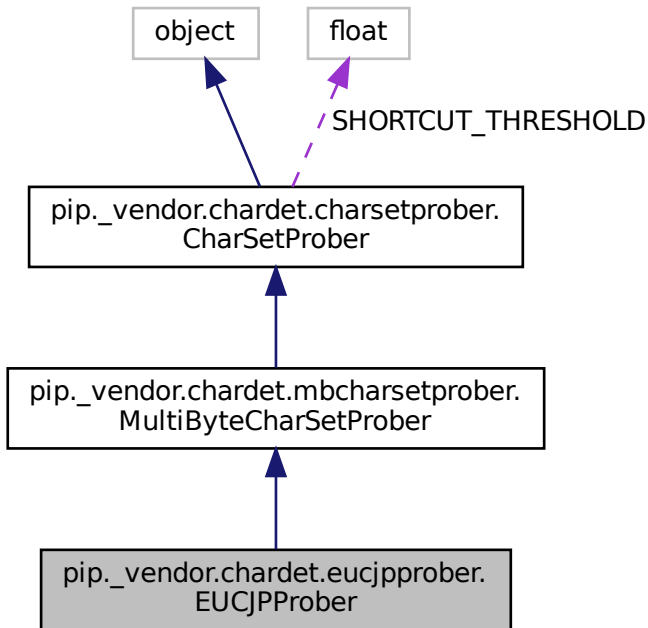 object
float
SHORTCUT_THRESHOLD
pip._vendor.chardet.charsetprober.
CharSetProber
pip._vendor.chardet.mbcharsetprober.
MultiByteCharSetProber
pip._vendor.chardet.eucjpprober.
EUCJPProber